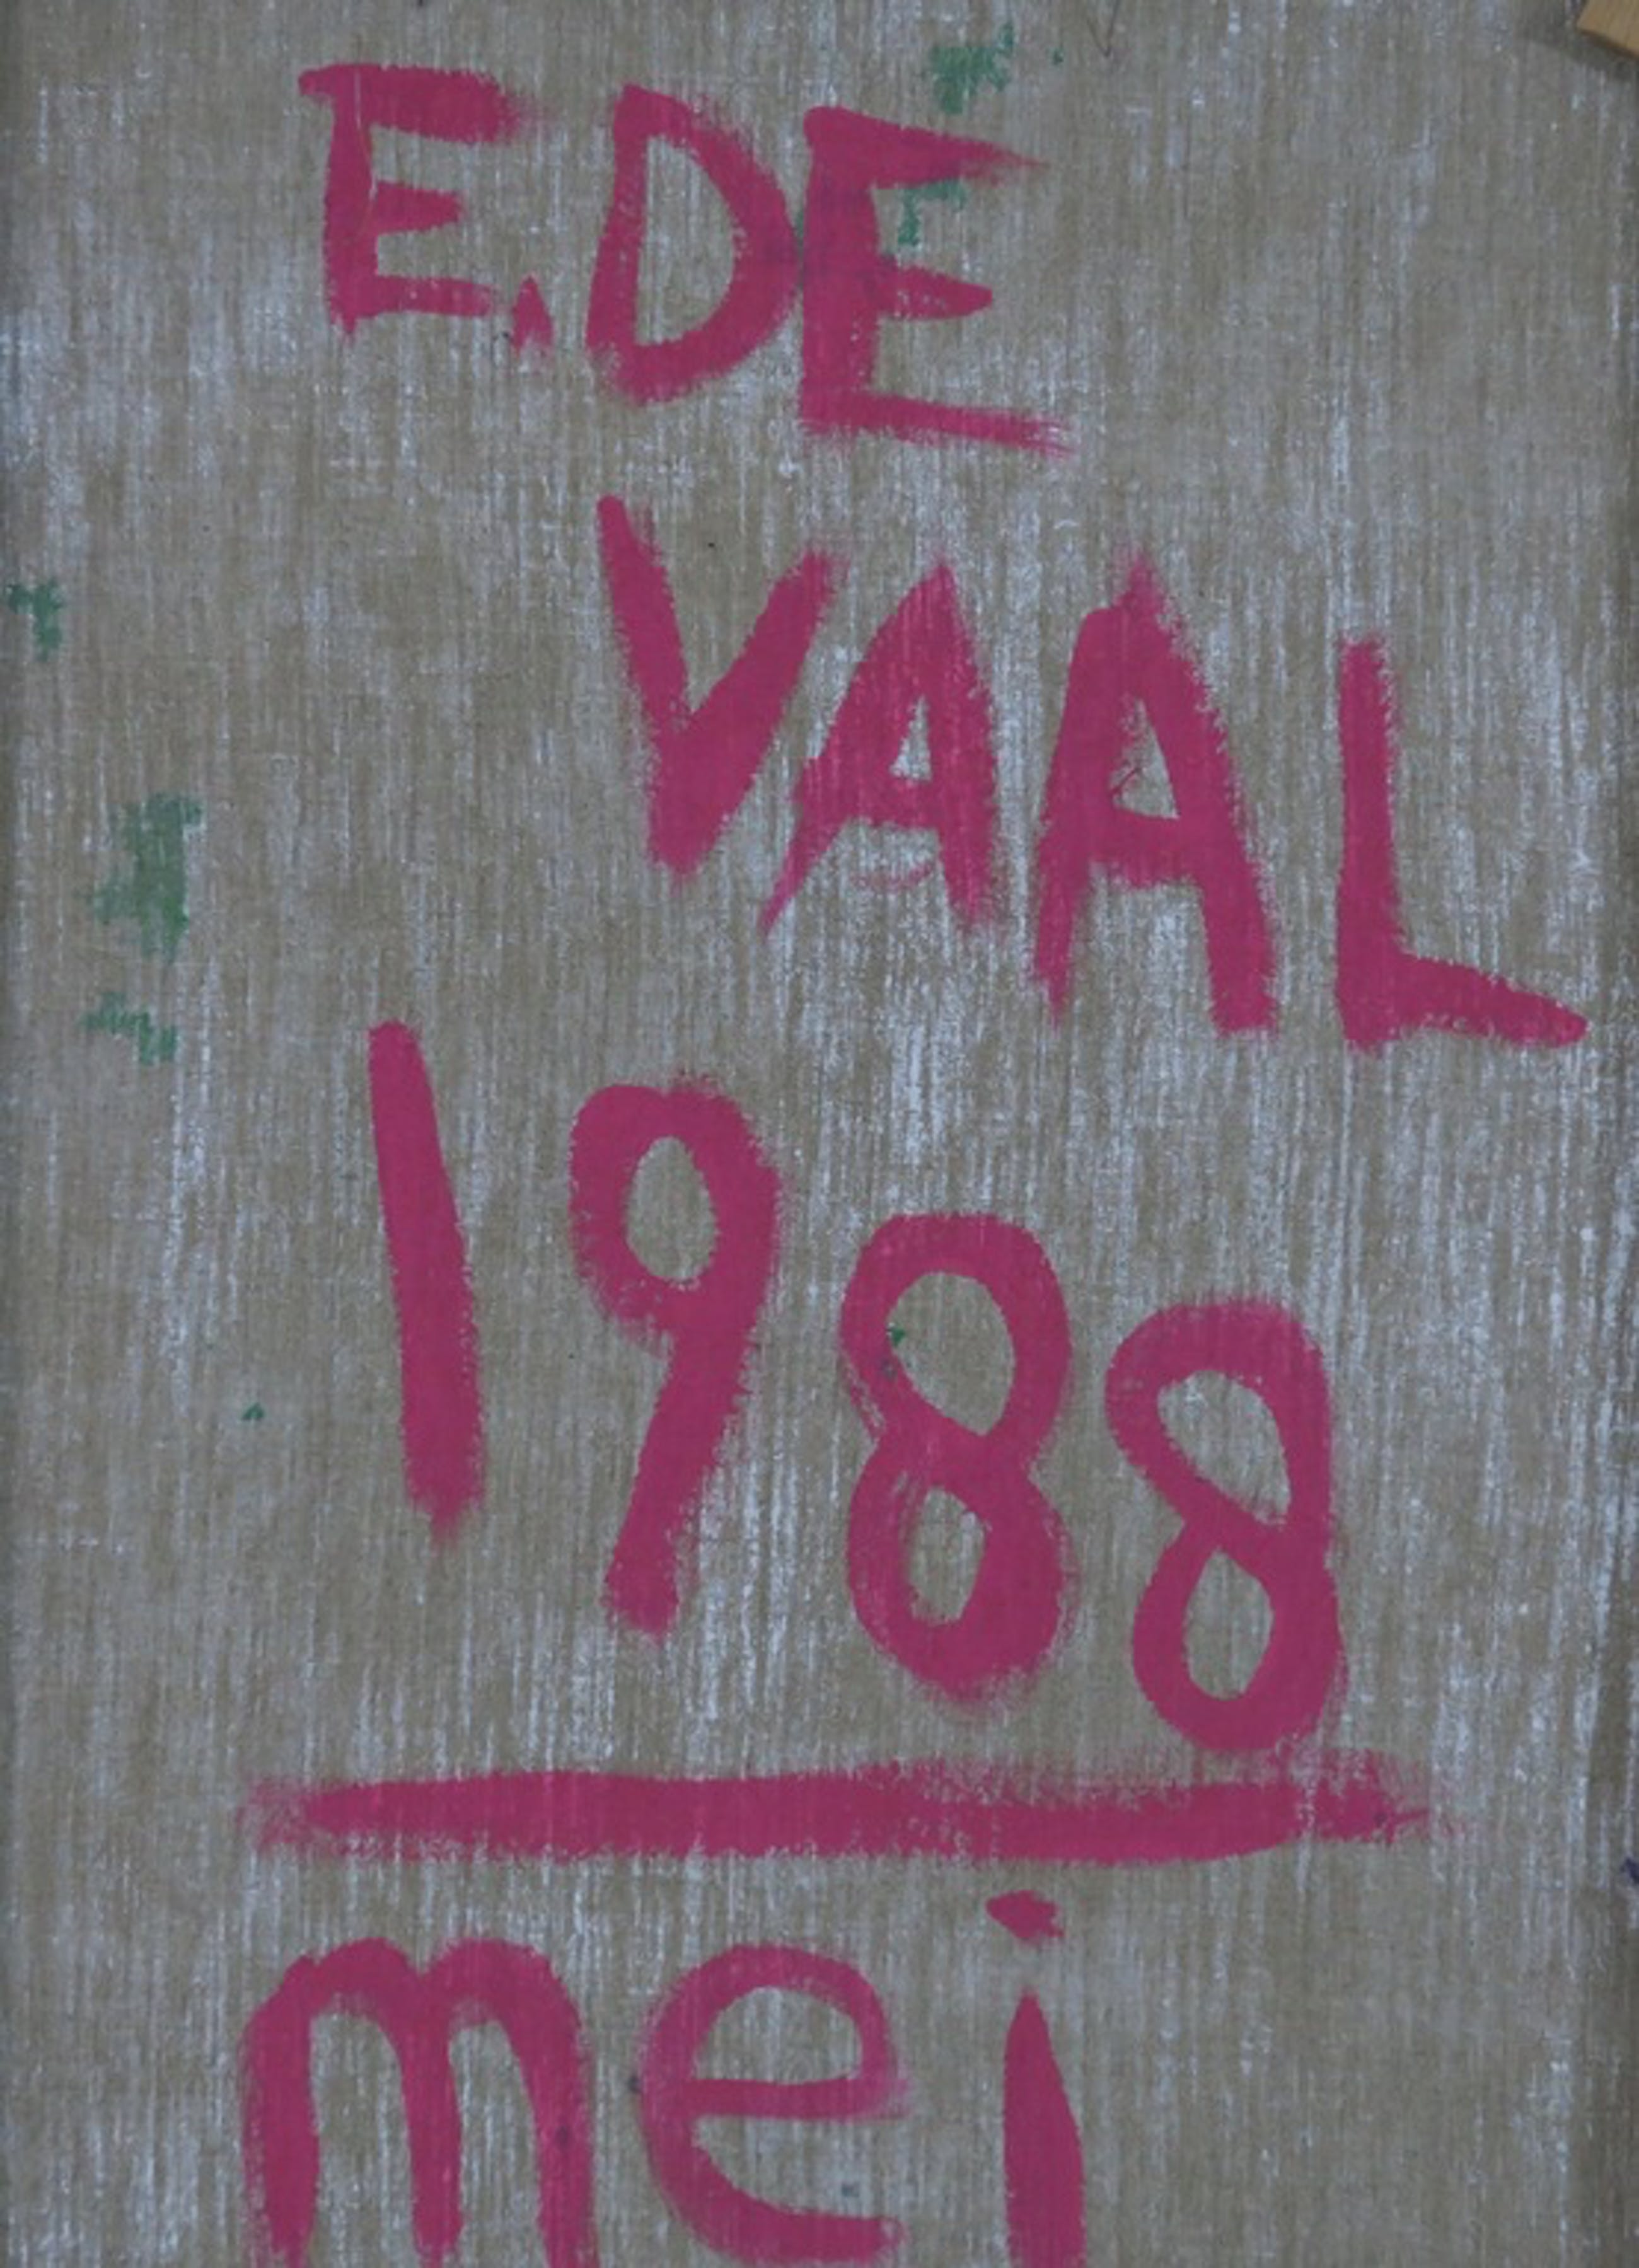 E. DE
VAAL
1988
mei